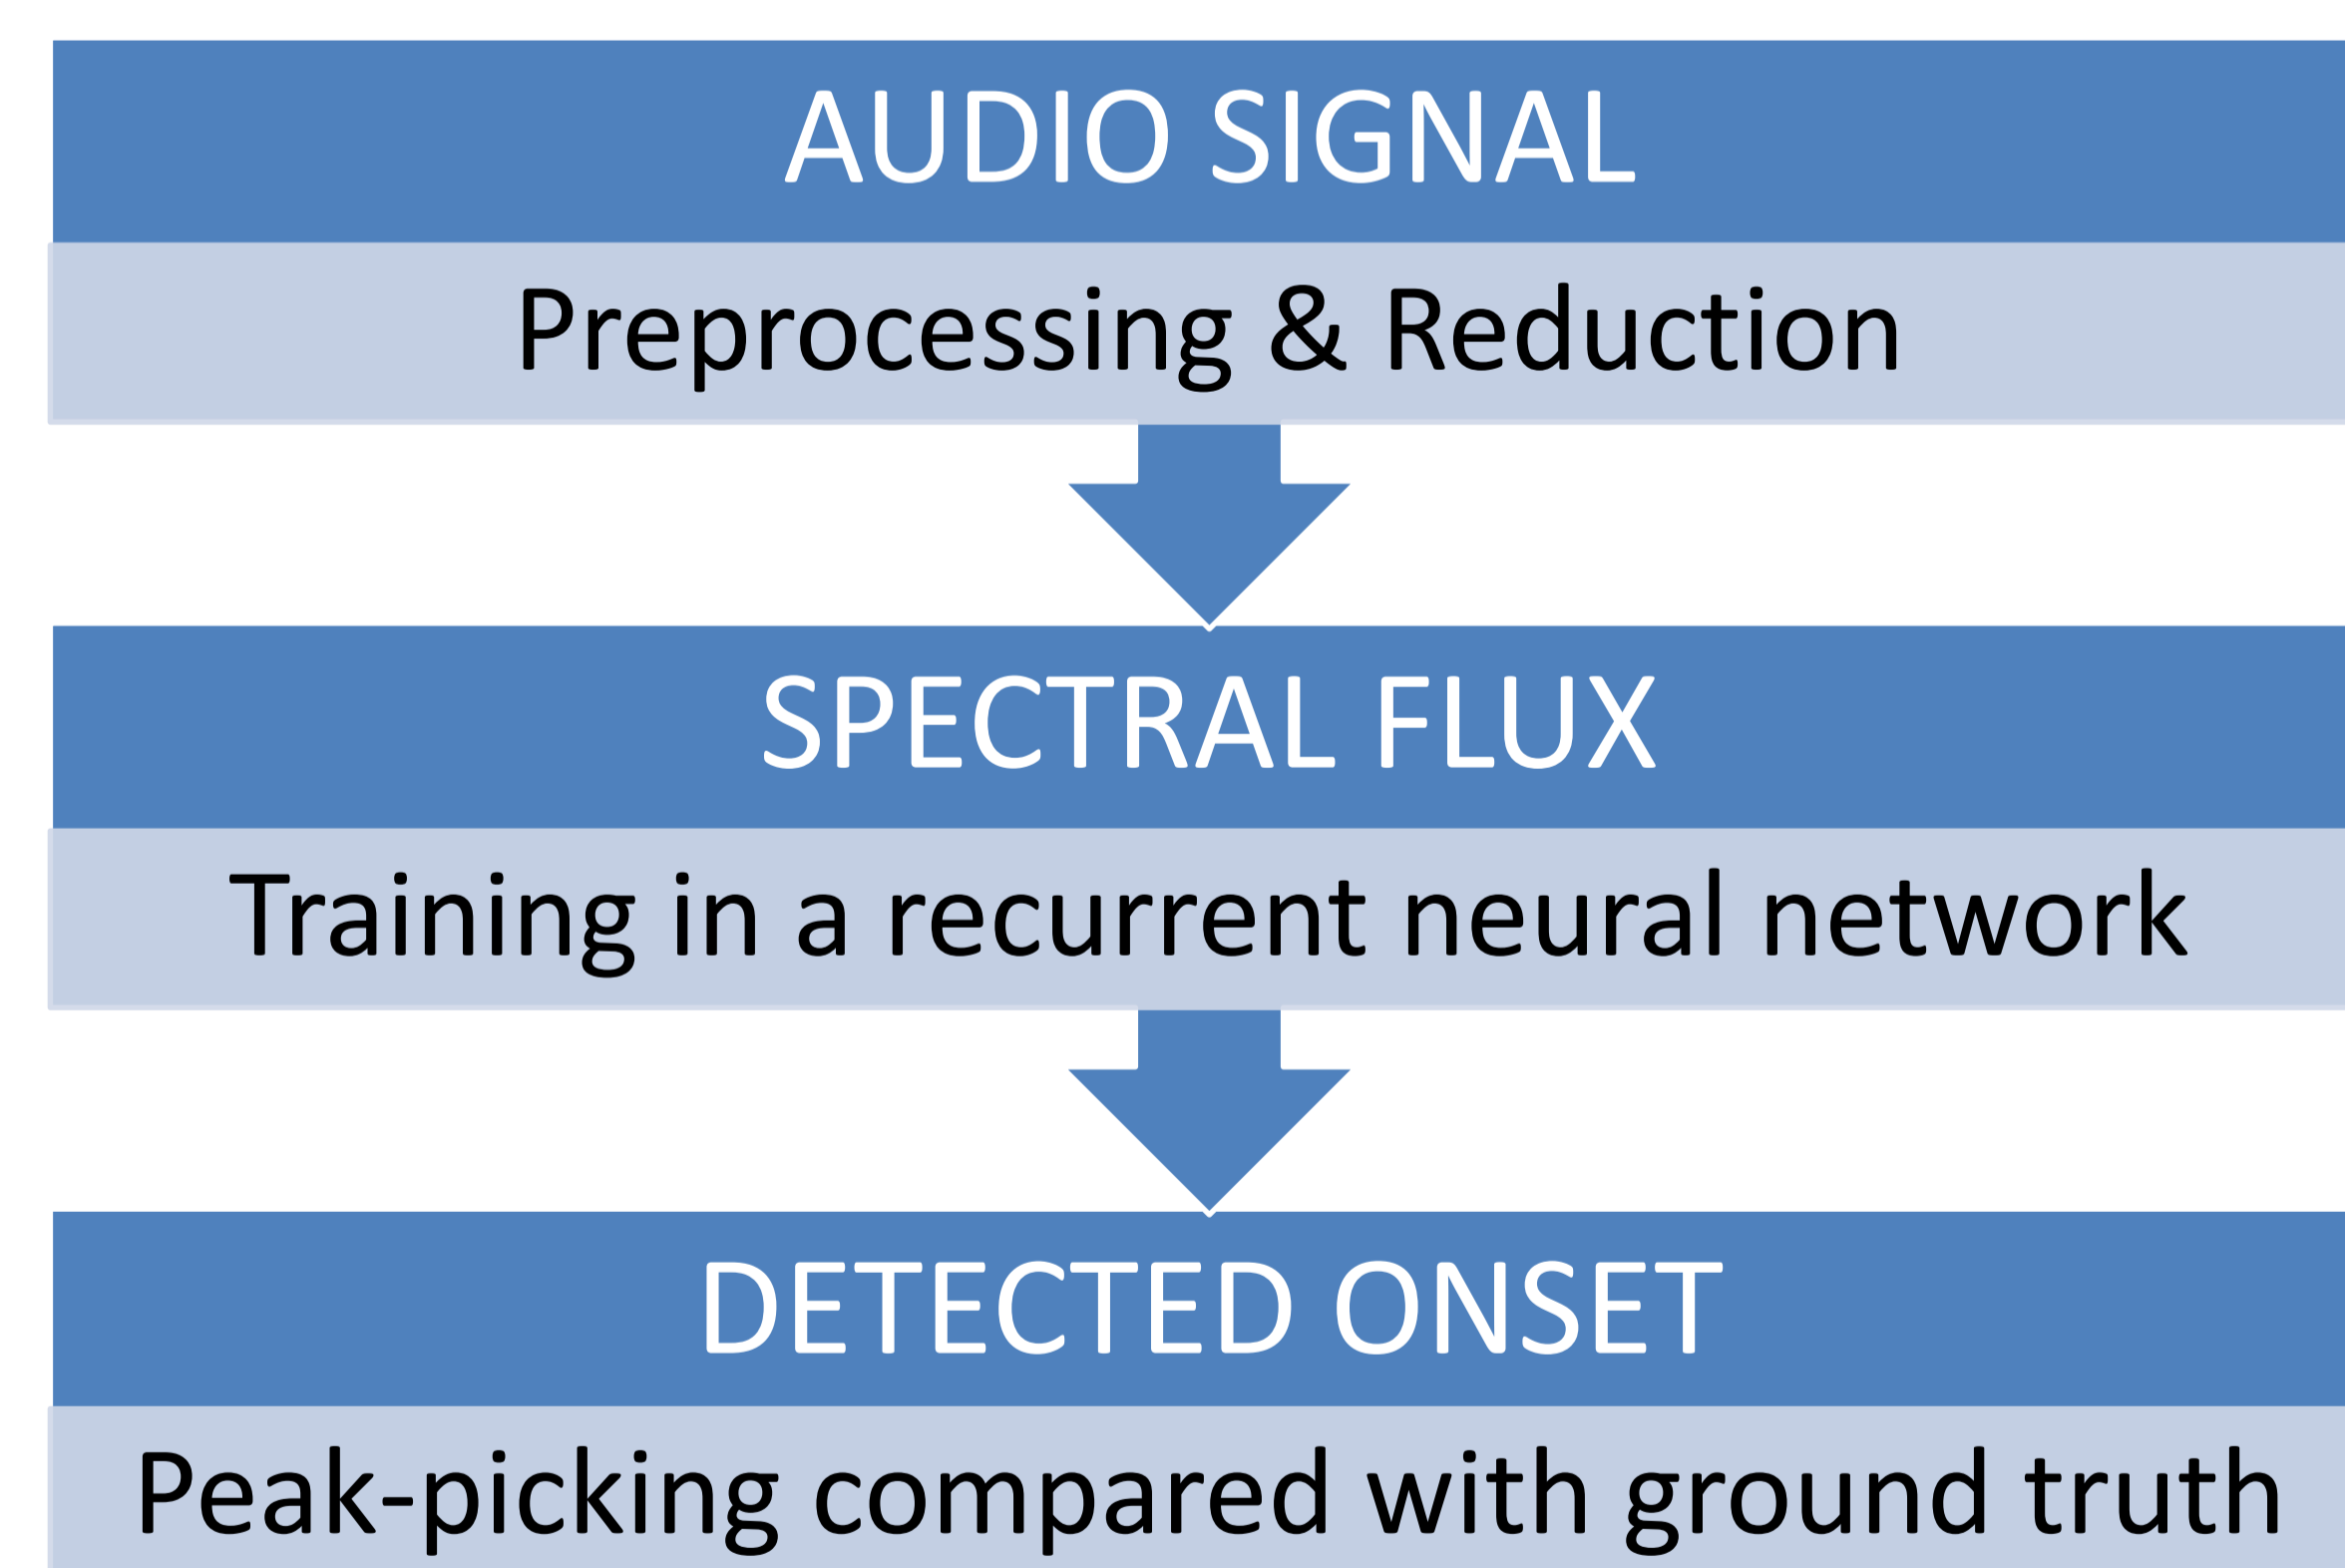 AUDIO SIGNAL
Preprocessing & Reduction
SPECTRAL FLUX
Training in a recurrent neural network
DETECTED ONSET
Peak-picking compared with ground truth